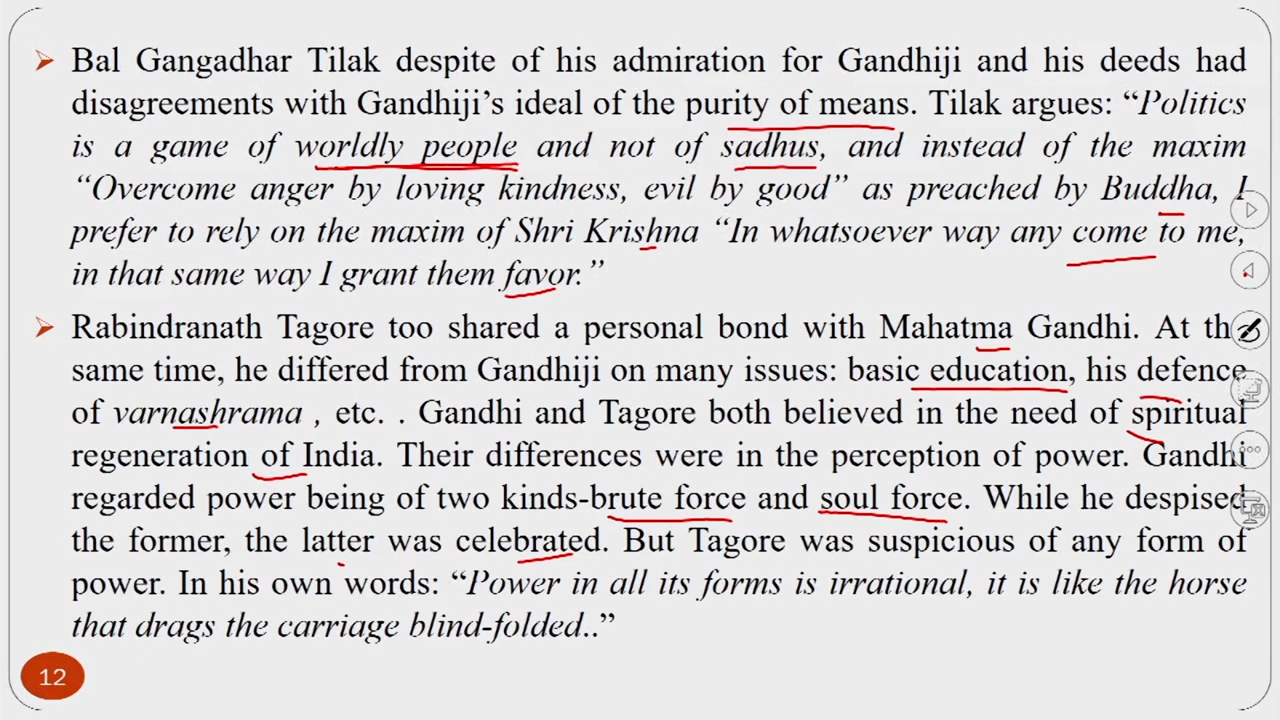 Bal Gangadhar Tilak despite of his admiration for Gandhiji and his deeds had
disagreements with Gandhiji's ideal of the purity of means. Tilak argues: “Politics
is a game of worldly people and not of sadhus, and instead of the maxim
“Overcome anger by loving kindness, evil by good” as preached by Buddha, I
prefer to rely on the maxim of Shri Krishna “In whatsoever way any come to me,
in that same way I grant them favor.”
Rabindranath Tagore too shared a personal bond with Mahatma Gandhi. At the
same time, he differed from Gandhiji on many issues: basic education, his defence
of varnashrama , etc. . Gandhi and Tagore both believed in the need of spiritual
regeneration of India. Their differences were in the perception of power. Gandhi
regarded power being of two kinds-brute force and soul force. While he despised
the former, the latter was celebrated. But Tagore was suspicious of any form of
power. In his own words: “Power in all its forms is irrational, it is like the horse
that drags the carriage blind-folded..”
12